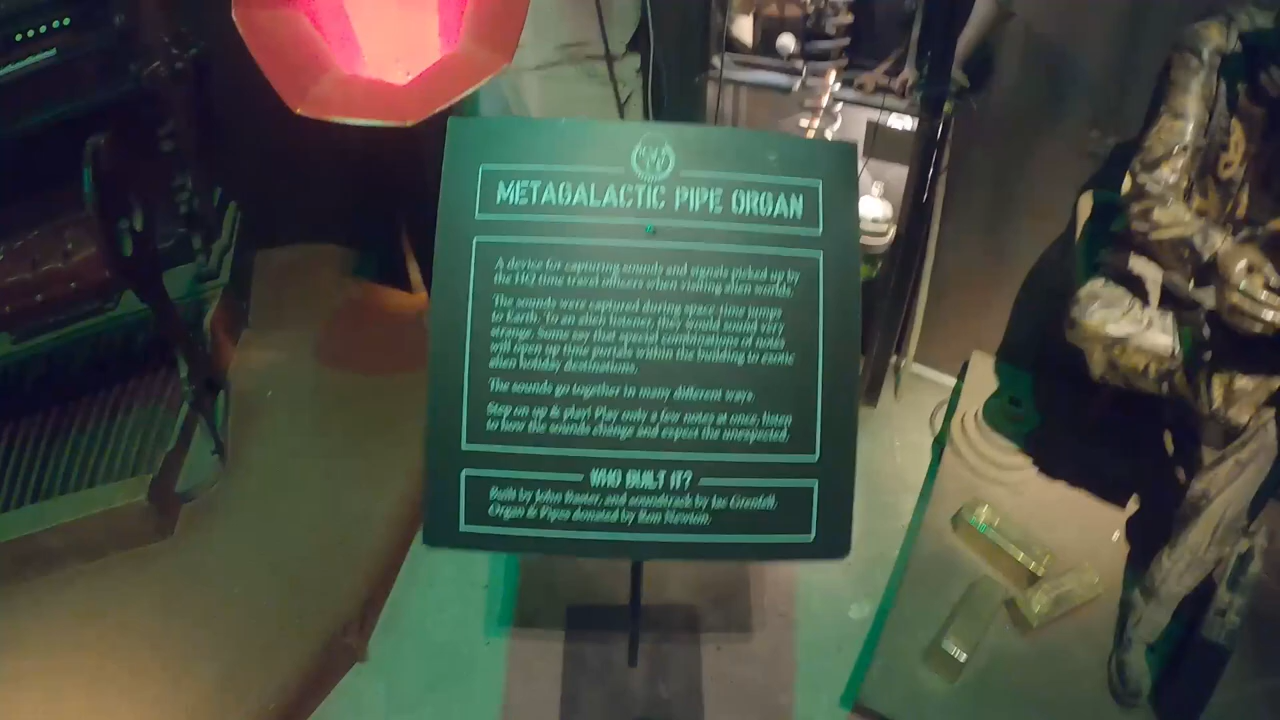 METAGALACTIC PIPE ORGAN
A device for capturing sounds and signals picked up by
the HQ time travel officers when visiting alien worlds.
The sounds were captured during space time jumps
to Earth. To an alien listener, they would sound very
strange. Some say that special combinations of notes
will open up time portals within the building to exotic
alien holiday destinations.
The sounds go together in many different ways.
Step on up & play! Play only a few notes at once, listen
to how the sounds change and expect the unexpected.
WHO BUILT IT?
Built by John and soundtrack by
Organ & Pipes donated by Ron Newton.